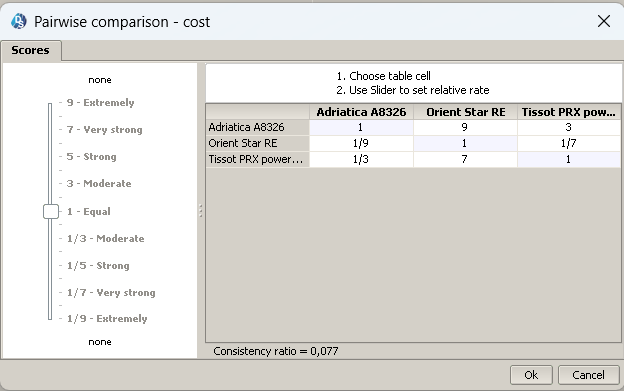 Pairwise comparison - cost
Scores
none
9 - Extremely
7 - Very strong
5 - Strong
3 - Moderate
1 - Equal
1/3 - Moderate
1/5 - Strong
1/7 - Very strong
1/9 - Extremely
none
1. Choose table cell
2. Use Slider to set relative rate
Adriatica A8326 Orient Star RE Tissot PRX pow...
Adriatica A8326 1 9 3
Orient Star RE 1/9 1 1/7
Tissot PRX power... 1/3 7 1
Consistency ratio = 0,077
Ok Cancel